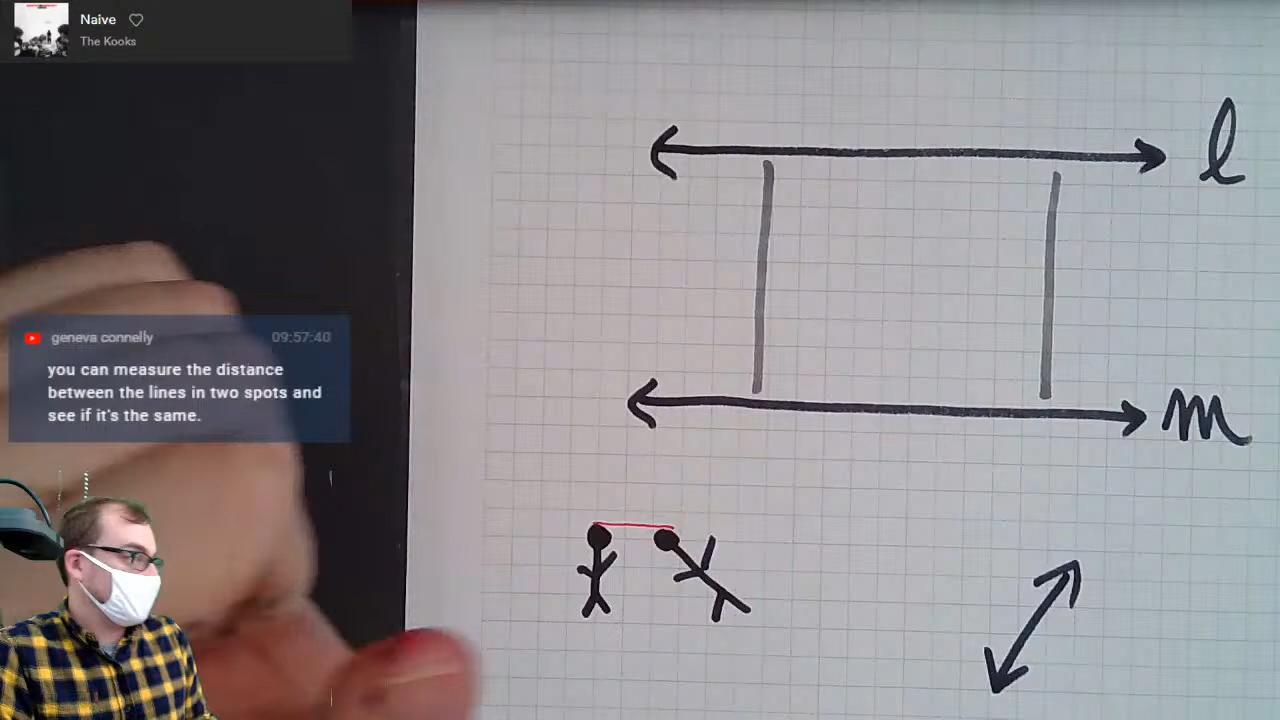 Naive
The Kooks
l
geneva connelly 09:57:40
you can measure the distance
between the lines in two spots and
see if it's the same.
m